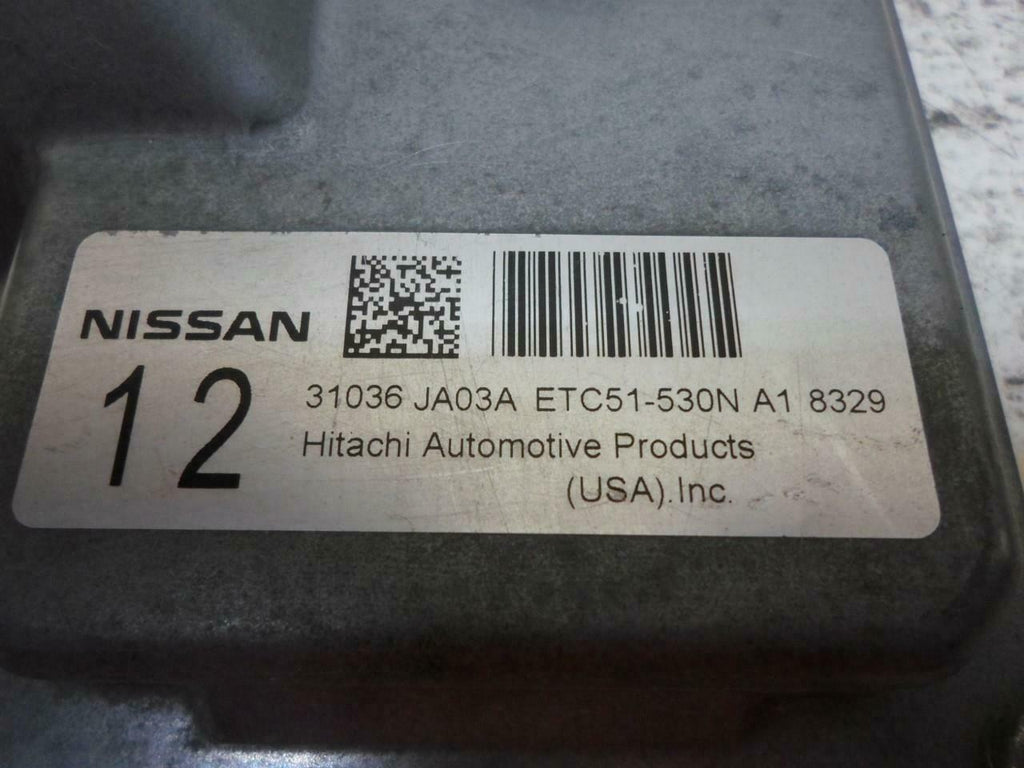 NISSAN
12
31036 JA03A ETC51-530N A1 8329
Hitachi Automotive Products
(USA).Inc.